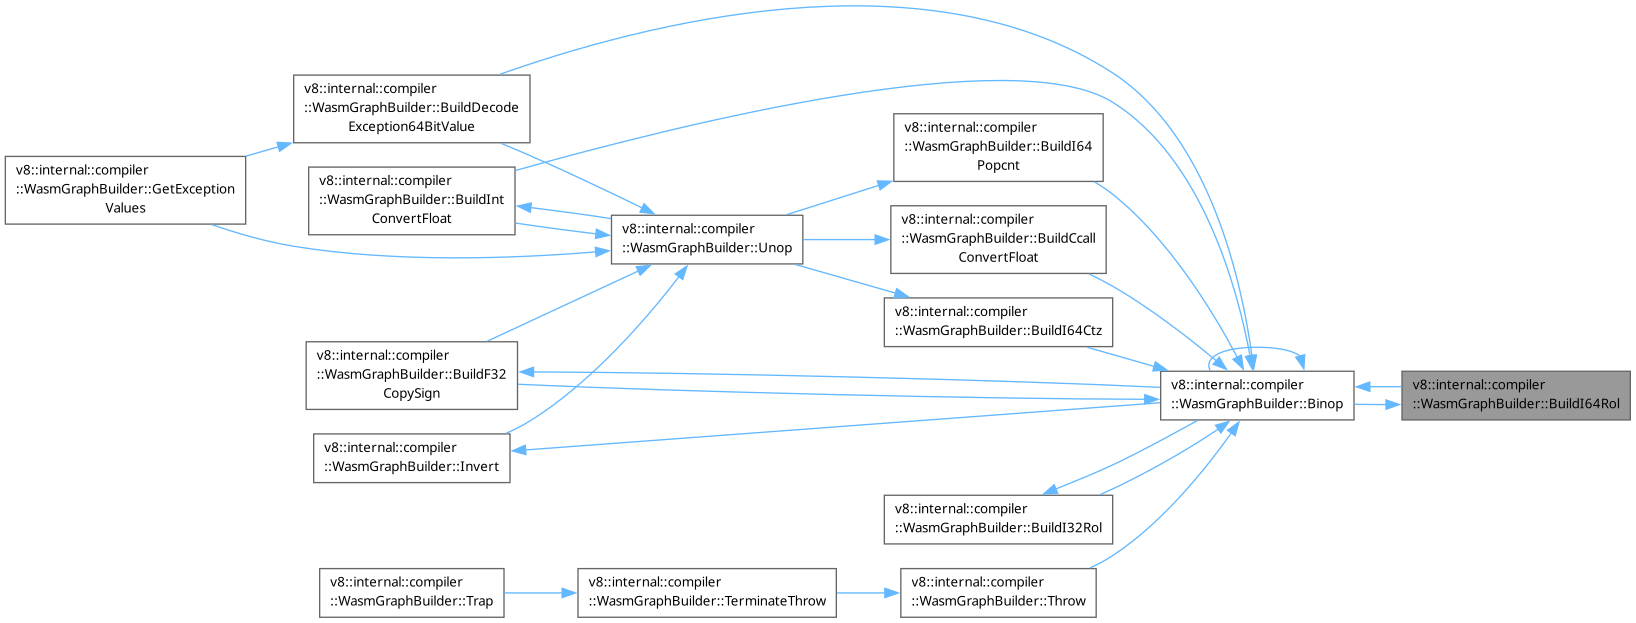 v8::internal::compiler
::WasmGraphBuilder::BuildDecode
Exception64BitValue
v8::internal::compiler
::WasmGraphBuilder::GetException
Values
v8::internal::compiler
::WasmGraphBuilder::BuildInt
ConvertFloat
v8::internal::compiler
::WasmGraphBuilder::Unop
v8::internal::compiler
::WasmGraphBuilder::BuildI64
Popcnt
v8::internal::compiler
::WasmGraphBuilder::BuildCcall
ConvertFloat
v8::internal::compiler
::WasmGraphBuilder::BuildI64Ctz
v8::internal::compiler
::WasmGraphBuilder::BuildF32
CopySign
v8::internal::compiler
::WasmGraphBuilder::Binop
v8::internal::compiler
::WasmGraphBuilder::BuildI64Rol
v8::internal::compiler
::WasmGraphBuilder::Invert
v8::internal::compiler
::WasmGraphBuilder::BuildI32Rol
v8::internal::compiler
::WasmGraphBuilder::Trap
v8::internal::compiler
::WasmGraphBuilder::TerminateThrow
v8::internal::compiler
::WasmGraphBuilder::Throw